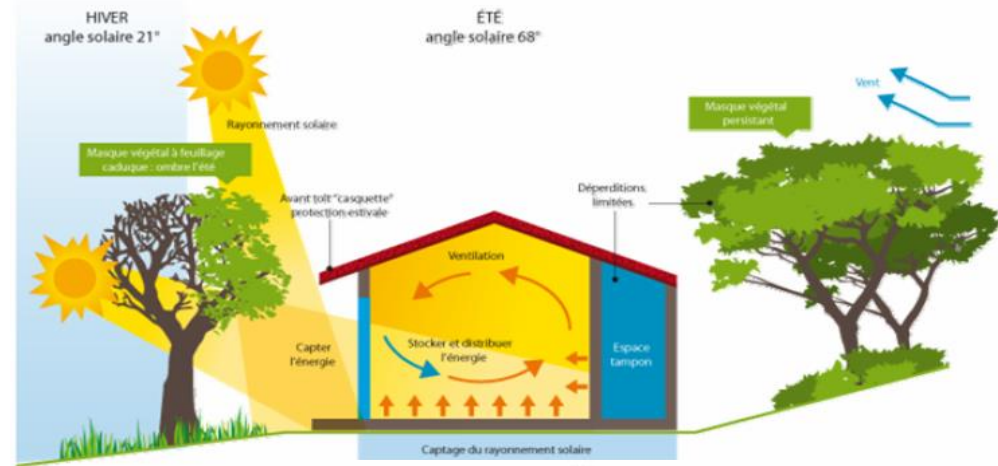 HIVER
angle solaire 21°
ÉTÉ
angle solaire 68°
Rayonnement solaire
Masque végétal à feuillage
caduque : ombre l'été
Avant toit "casquette"
protection estivale
Déperditions
limitées
Masque végétal
persistant
Vent
Ventilation
Capter
l'énergie
Stocker et distribuer
l'énergie
Espace
tampon
Captage du rayonnement solaire